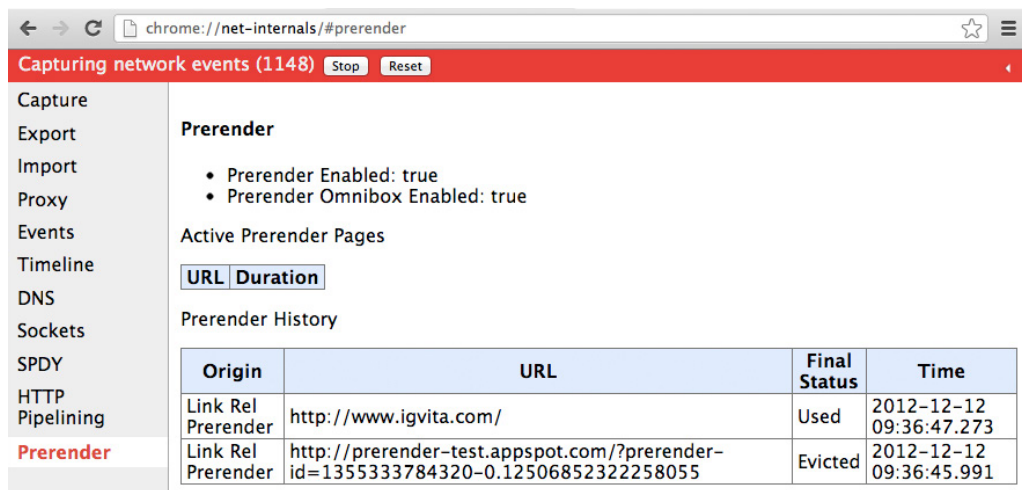 chrome://net-internals/#prerender
Capturing network events (1148) Stop Reset
Capture
Export
Import
Proxy
Events
Timeline
DNS
Sockets
SPDY
HTTP
Pipelining
Prerender
Prerender
• Prerender Enabled: true
• Prerender Omnibox Enabled: true
Active Prerender Pages
URL Duration
Prerender History
Origin URL Final Status Time
Link Rel Prerender http://www.igvita.com/ Used 2012-12-12 09:36:47.273
Link Rel Prerender http://prerender-test.appspot.com/?prerender-id=1355333784320-0.12506852322258055 Evicted 2012-12-12 09:36:45.991